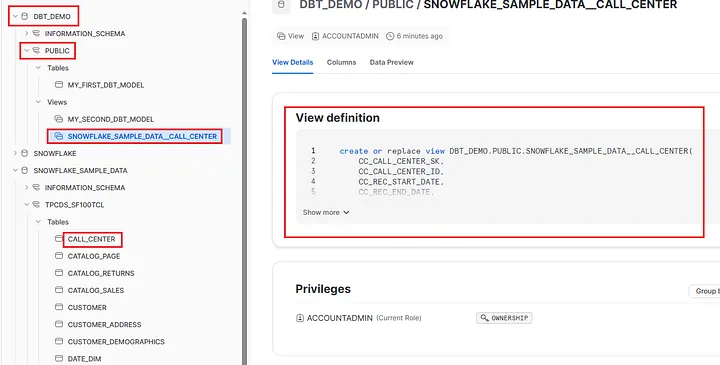 DBT_DEMO
INFORMATION_SCHEMA
PUBLIC
Tables
MY_FIRST_DBT_MODEL
Views
MY_SECOND_DBT_MODEL
SNOWFLAKE_SAMPLE_DATA__CALL_CENTER
SNOWFLAKE
SNOWFLAKE_SAMPLE_DATA
INFORMATION_SCHEMA
TPCDS_SF100TCL
Tables
CALL_CENTER
CATALOG_PAGE
CATALOG_RETURNS
CATALOG_SALES
CUSTOMER
CUSTOMER_ADDRESS
CUSTOMER_DEMOGRAPHICS
DATE_DIM
DBT_DEMO / PUBLIC / SNOWFLAKE_SAMPLE_DATA__CALL_CENTER
View ACCOUNTADMIN 6 minutes ago
View Details Columns Data Preview
View definition
1 create or replace view DBT_DEMO.PUBLIC.SNOWFLAKE_SAMPLE_DATA__CALL_CENTER(
2 CC_CALL_CENTER_SK,
3 CC_CALL_CENTER_ID,
4 CC_REC_START_DATE,
5 CC_REC_END_DATE,
Show more
Privileges
Group b
ACCOUNTADMIN (Current Role) OWNERSHIP